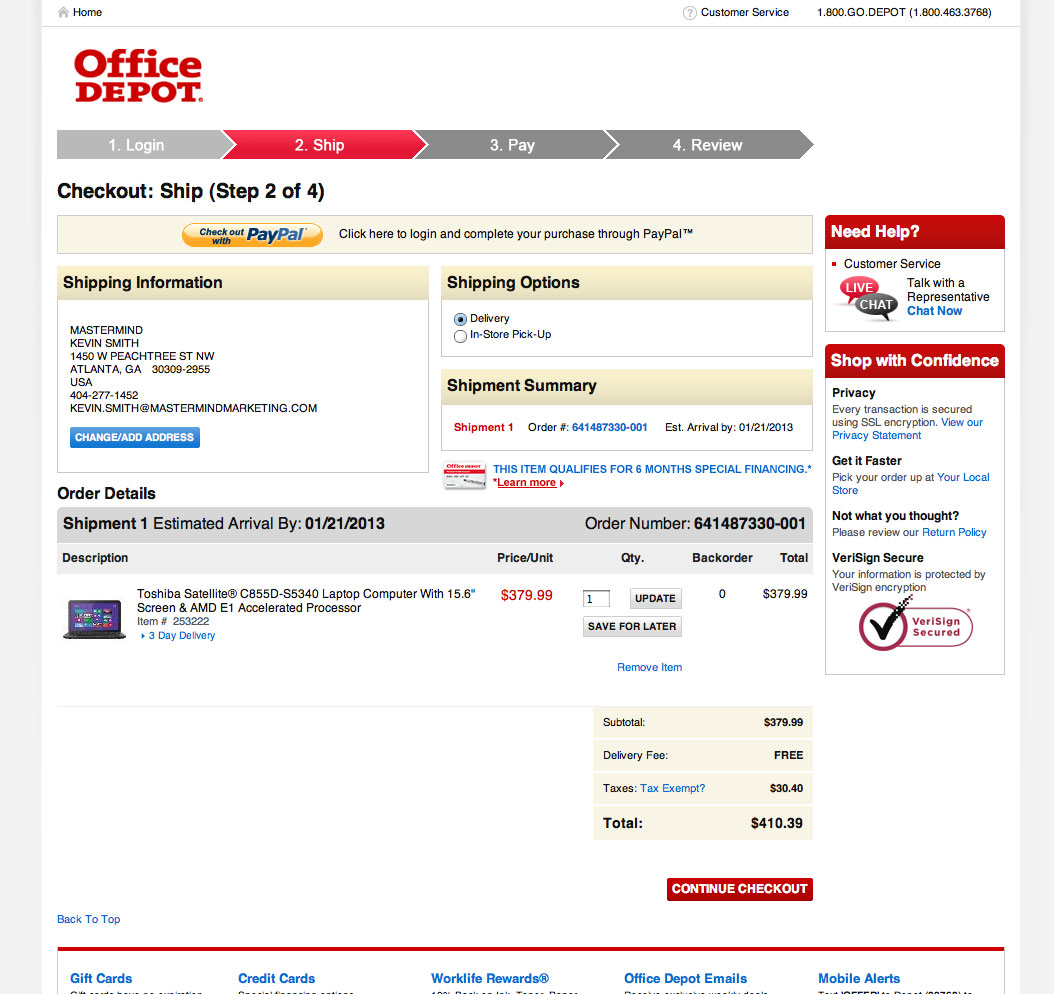 Home
? Customer Service
1.800.GO.DEPOT (1.800.463.3768)
Office
DEPOT.
1. Login
2. Ship
3. Pay
4. Review
Checkout: Ship (Step 2 of 4)
Check out with PayPal
Click here to login and complete your purchase through PayPal™
Shipping Information
MASTERMIND
KEVIN SMITH
1450 W PEACHTREE ST NW
ATLANTA, GA 30309-2955
USA
404-277-1452
KEVIN.SMITH@MASTERMINDMARKETING.COM
CHANGE/ADD ADDRESS
Shipping Options
Delivery
In-Store Pick-Up
Shipment Summary
Shipment 1 Order #: 641487330-001 Est. Arrival by: 01/21/2013
Office DEPOT
THIS ITEM QUALIFIES FOR 6 MONTHS SPECIAL FINANCING.*
*Learn more
Need Help?
Customer Service
LIVE
CHAT
Talk with a
Representative
Chat Now
Shop with Confidence
Privacy
Every transaction is secured
using SSL encryption. View our
Privacy Statement
Get it Faster
Pick your order up at Your Local
Store
Not what you thought?
Please review our Return Policy
VeriSign Secure
Your information is protected by
VeriSign encryption
VeriSign
Secured
Order Details
Shipment 1 Estimated Arrival By: 01/21/2013 Order Number: 641487330-001
Description Price/Unit Qty. Backorder Total
Toshiba Satellite® C855D-S5340 Laptop Computer With 15.6"
Screen & AMD E1 Accelerated Processor
Item # 253222
3 Day Delivery
$379.99
1
UPDATE
SAVE FOR LATER
Remove Item
0
$379.99
Subtotal: $379.99
Delivery Fee: FREE
Taxes: Tax Exempt? $30.40
Total: $410.39
CONTINUE CHECKOUT
Back To Top
Gift Cards
Credit Cards
Worklife Rewards®
Office Depot Emails
Mobile Alerts